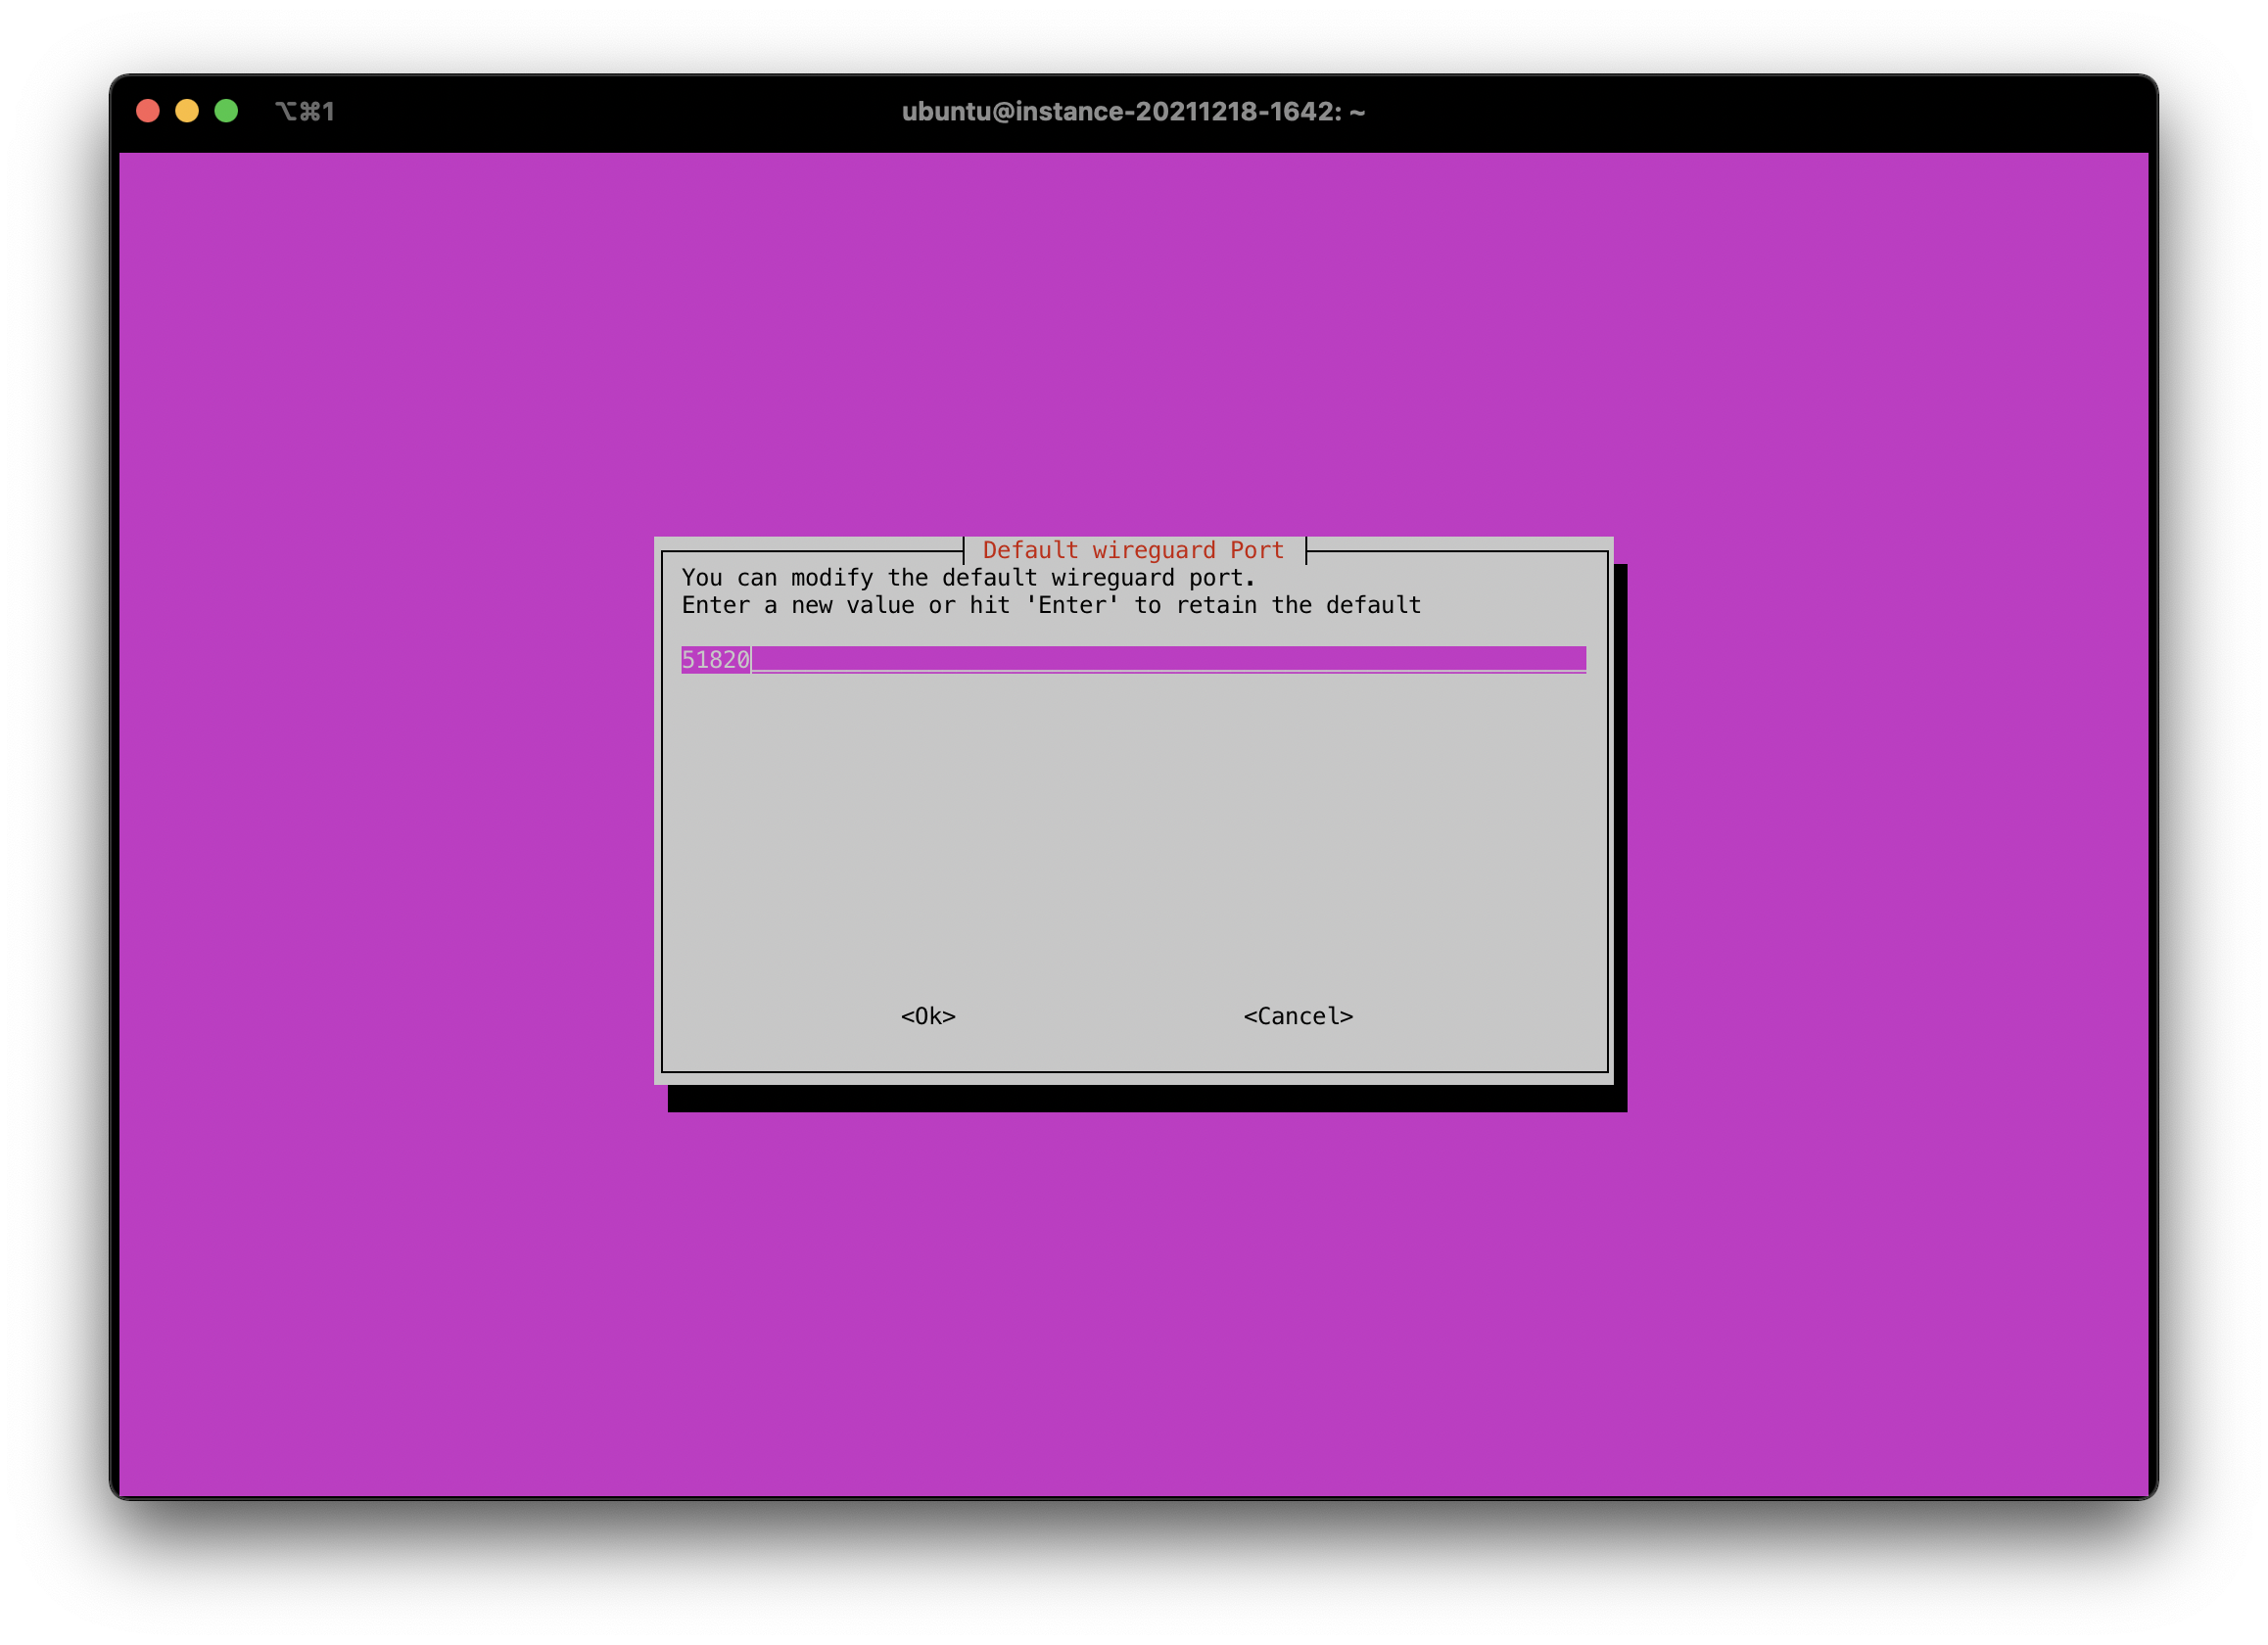 ⌥⌘1
ubuntu@instance-20211218-1642: ~
Default wireguard Port
You can modify the default wireguard port.
Enter a new value or hit 'Enter' to retain the default
51820
<Ok>
<Cancel>